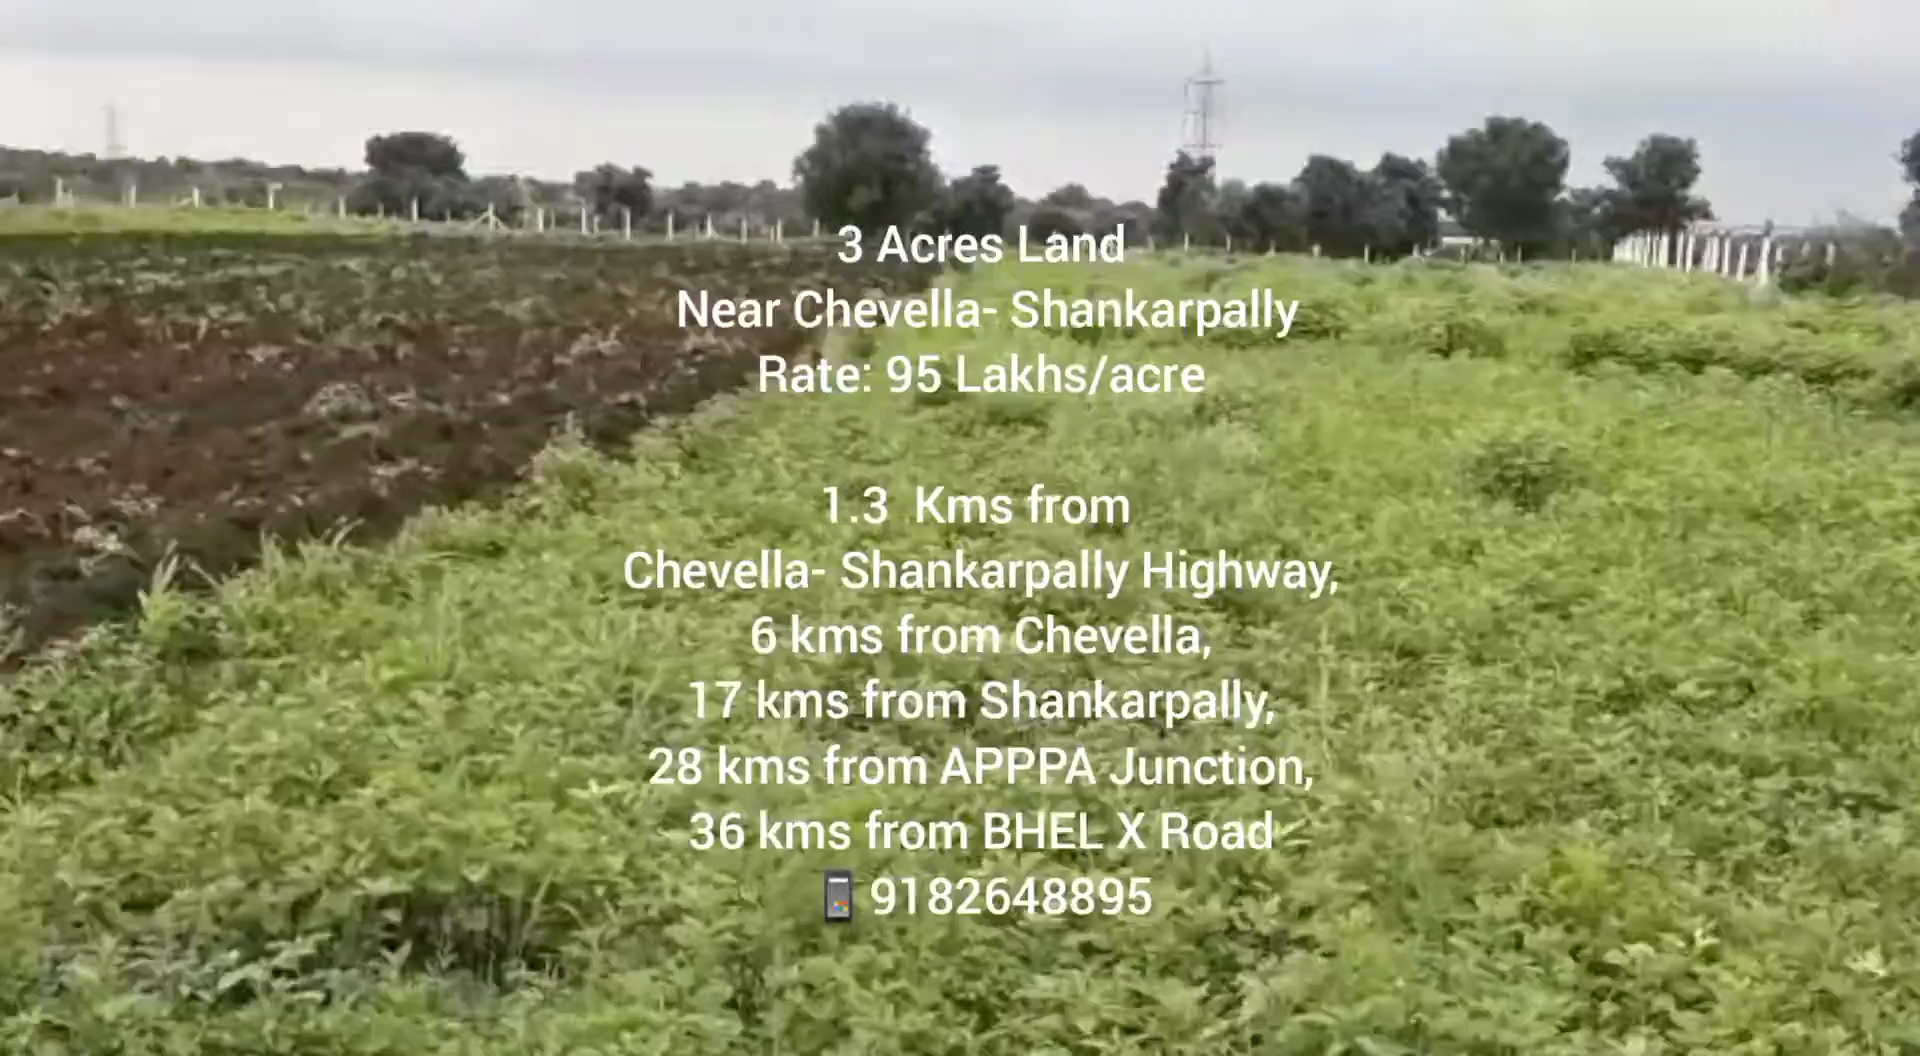 3 Acres Land
Near Chevella- Shankarpally
Rate: 95 Lakhs/acre
1.3 Kms from
Chevella- Shankarpally Highway,
6 kms from Chevella,
17 kms from Shankarpally,
28 kms from APPPA Junction,
36 kms from BHEL X Road
📱9182648895